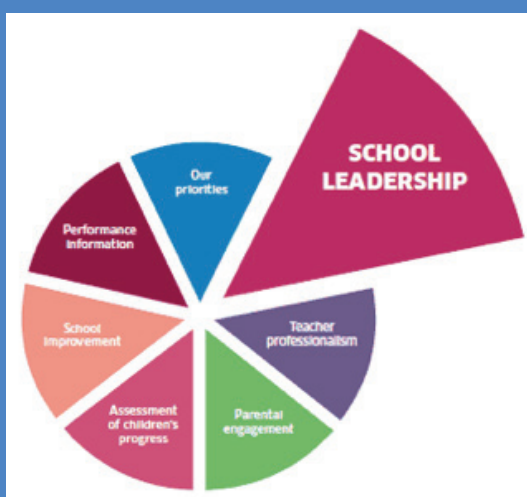 SCHOOL
LEADERSHIP
Our
priorities
Performance
information
School
improvement
Teacher
professionalism
Assessment
of children's
progress
Parental
engagement